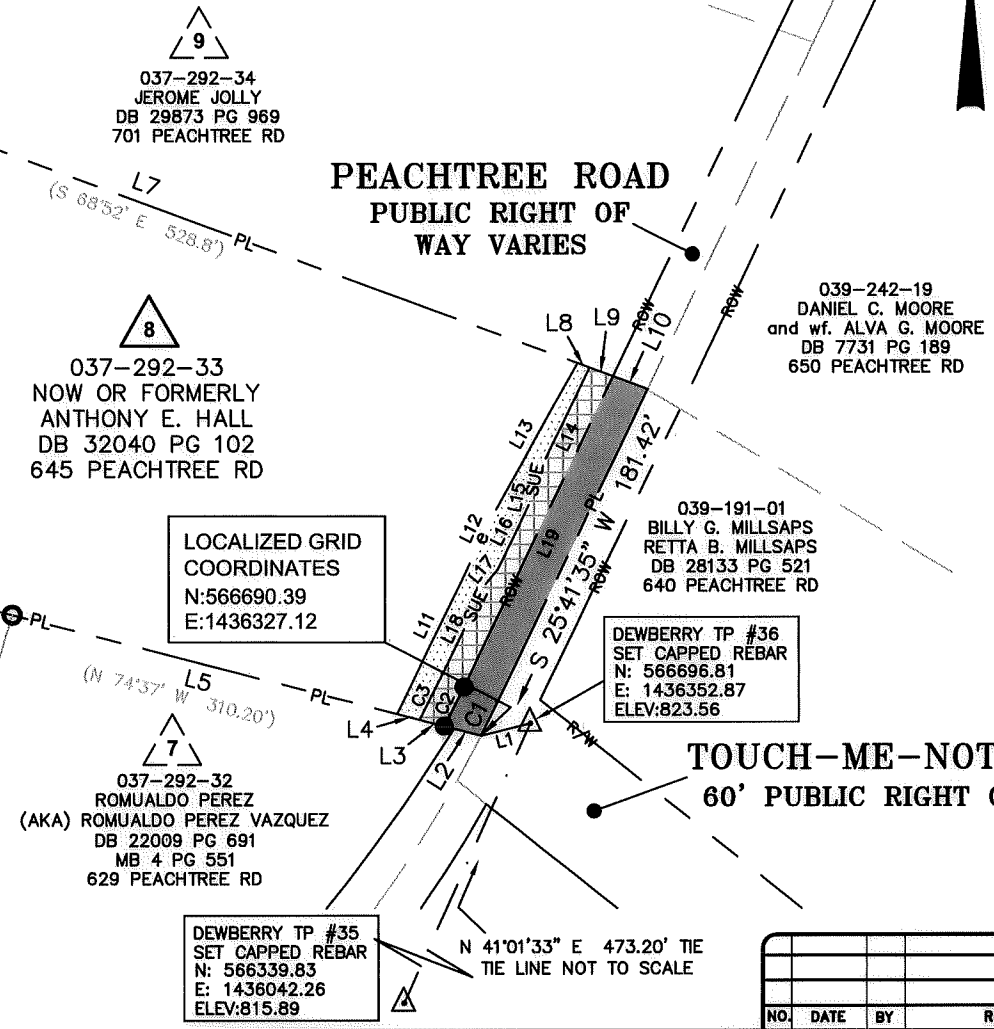 9
037-292-34
JEROME JOLLY
DB 29873 PG 969
701 PEACHTREE RD
L7
(S 68°52' E 528.8')
PL
PEACHTREE ROAD
PUBLIC RIGHT OF
WAY VARIES
8
037-292-33
NOW OR FORMERLY
ANTHONY E. HALL
DB 32040 PG 102
645 PEACHTREE RD
039-242-19
DANIEL C. MOORE
and wf. ALVA G. MOORE
DB 7731 PG 189
650 PEACHTREE RD
L8
L9
ROW
L10
ROW
L13
L14
SUE
L15
L16
L12
e
L17
SUE
L18
L11
L19
PL
ROW
ROW
S 25°41'35" W 181.42'
039-191-01
BILLY G. MILLSAPS
RETTA B. MILLSAPS
DB 28133 PG 521
640 PEACHTREE RD
LOCALIZED GRID
COORDINATES
N:566690.39
E:1436327.12
DEWBERRY TP #36
SET CAPPED REBAR
N: 566696.81
E: 1436352.87
ELEV:823.56
PL
L5
PL
(N 74°37' W 310.20')
C3
C2
C1
L4
L3
L2
L1
R/W
7
037-292-32
ROMUALDO PEREZ
(AKA) ROMUALDO PEREZ VAZQUEZ
DB 22009 PG 691
MB 4 PG 551
629 PEACHTREE RD
TOUCH-ME-NOT
60' PUBLIC RIGHT
DEWBERRY TP #35
SET CAPPED REBAR
N: 566339.83
E: 1436042.26
ELEV:815.89
N 41°01'33" E 473.20' TIE
TIE LINE NOT TO SCALE
NO. DATE BY R